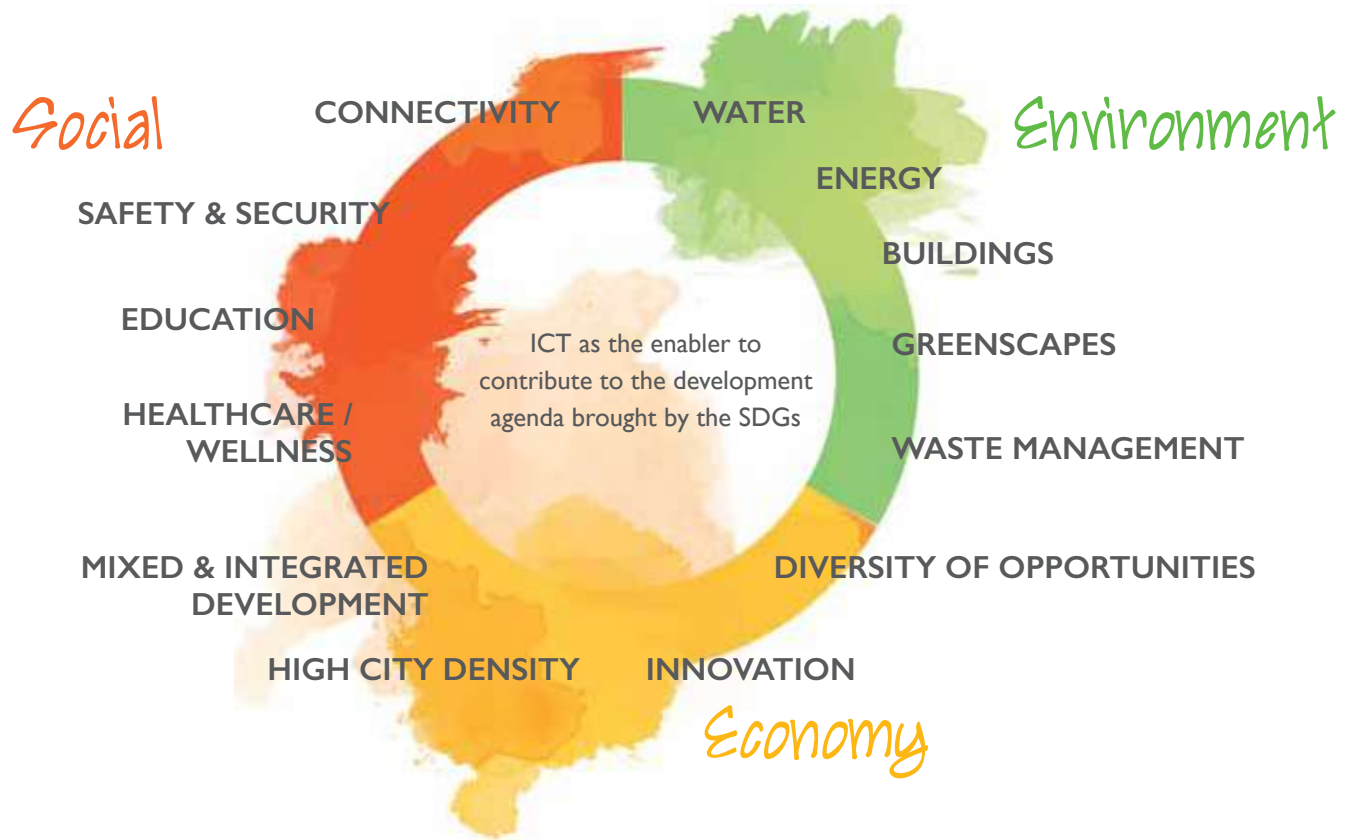 Social
CONNECTIVITY
SAFETY & SECURITY
EDUCATION
HEALTHCARE /
WELLNESS
Environment
WATER
ENERGY
BUILDINGS
GREENSCAPES
WASTE MANAGEMENT
ICT as the enabler to
contribute to the development
agenda brought by the SDGs
MIXED & INTEGRATED
DEVELOPMENT
HIGH CITY DENSITY
INNOVATION
DIVERSITY OF OPPORTUNITIES
Economy